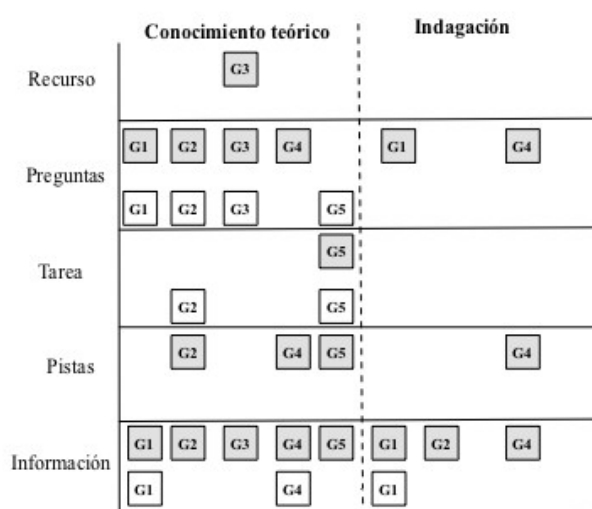 Conocimiento teórico Indagación
Recurso
G3
G1 G2 G3 G4 G1 G4
Preguntas
G1 G2 G3 G5
G5
Tarea
G2 G5
G2 G4 G5 G4
Pistas
G1 G2 G3 G4 G5 G1 G2 G4
Información
G1 G4 G1